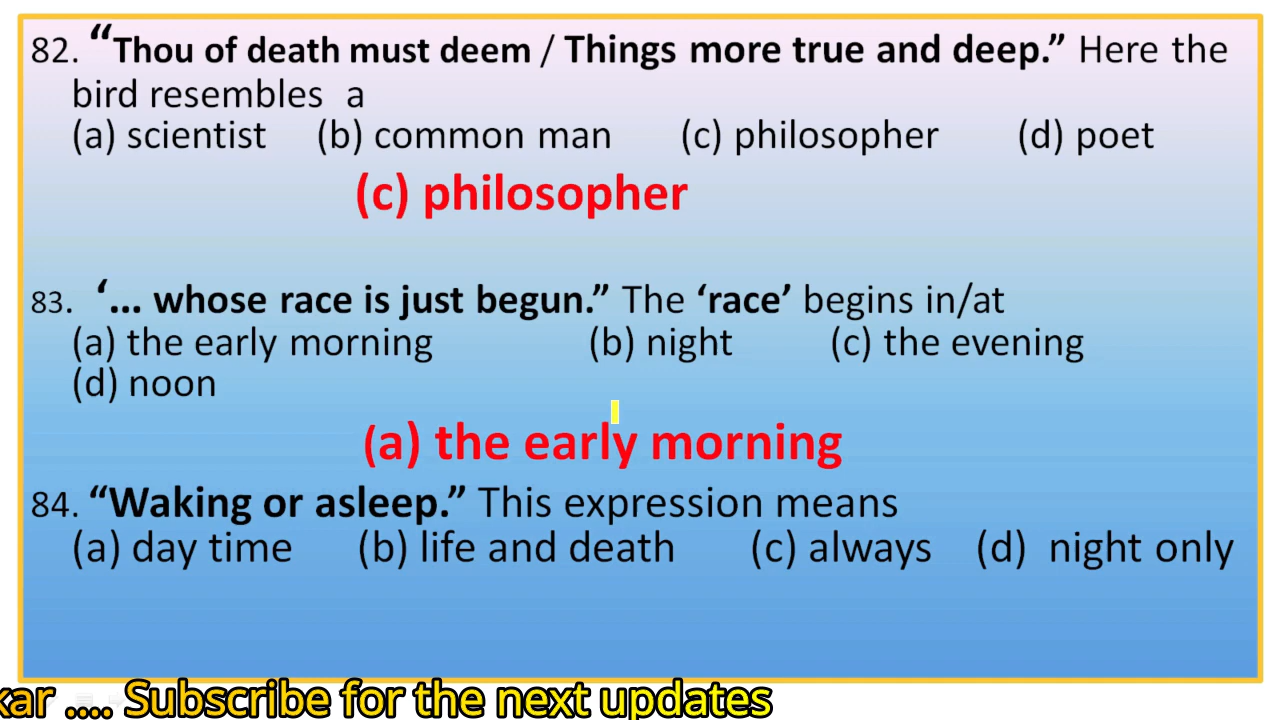 82. “Thou of death must deem / Things more true and deep.” Here the
bird resembles a
(a) scientist (b) common man (c) philosopher (d) poet
(c) philosopher
83. ‘... whose race is just begun.” The ‘race’ begins in/at
(a) the early morning (b) night (c) the evening
(d) noon
(a) the early morning
84. “Waking or asleep.” This expression means
(a) day time (b) life and death (c) always (d) night only
.... Subscribe for the next updates